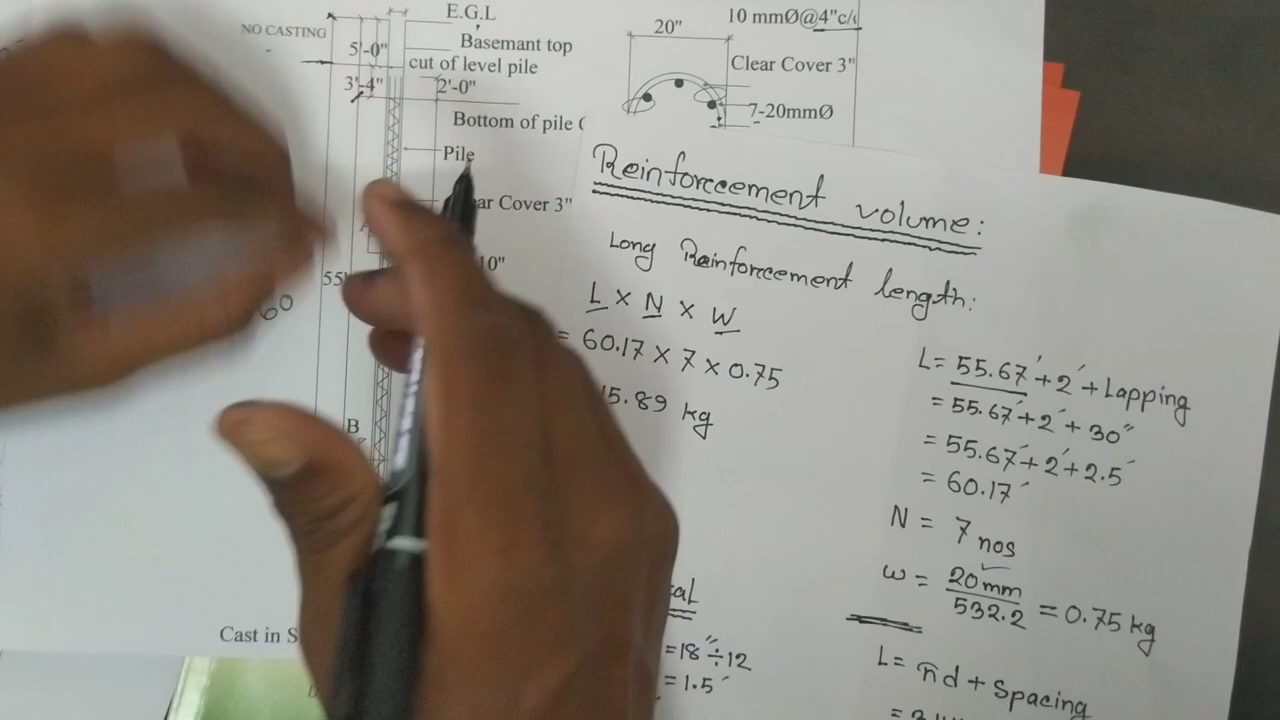 E.G.L
NO CASTING
5'-0"
Basemant top
cut of level pile
3'-4"
2'-0"
Bottom of pile
Pile
Cover 3"
10"
55'
60
B
Cast in
20"
10 mmØ@4"c/
Clear Cover 3"
7-20mmØ
Reinforcement volume:
Long Reinforcement length:
L × N × W
= 60.17 × 7 × 0.75
15.89 kg
L= 55.67'+2'+Lapping
= 55.67'+2'+30"
= 55.67'+2'+2.5'
= 60.17'
N = 7 nos
W = 20mm/532.2 = 0.75 kg
=18"÷12
= 1.5'
L= πd + Spacing